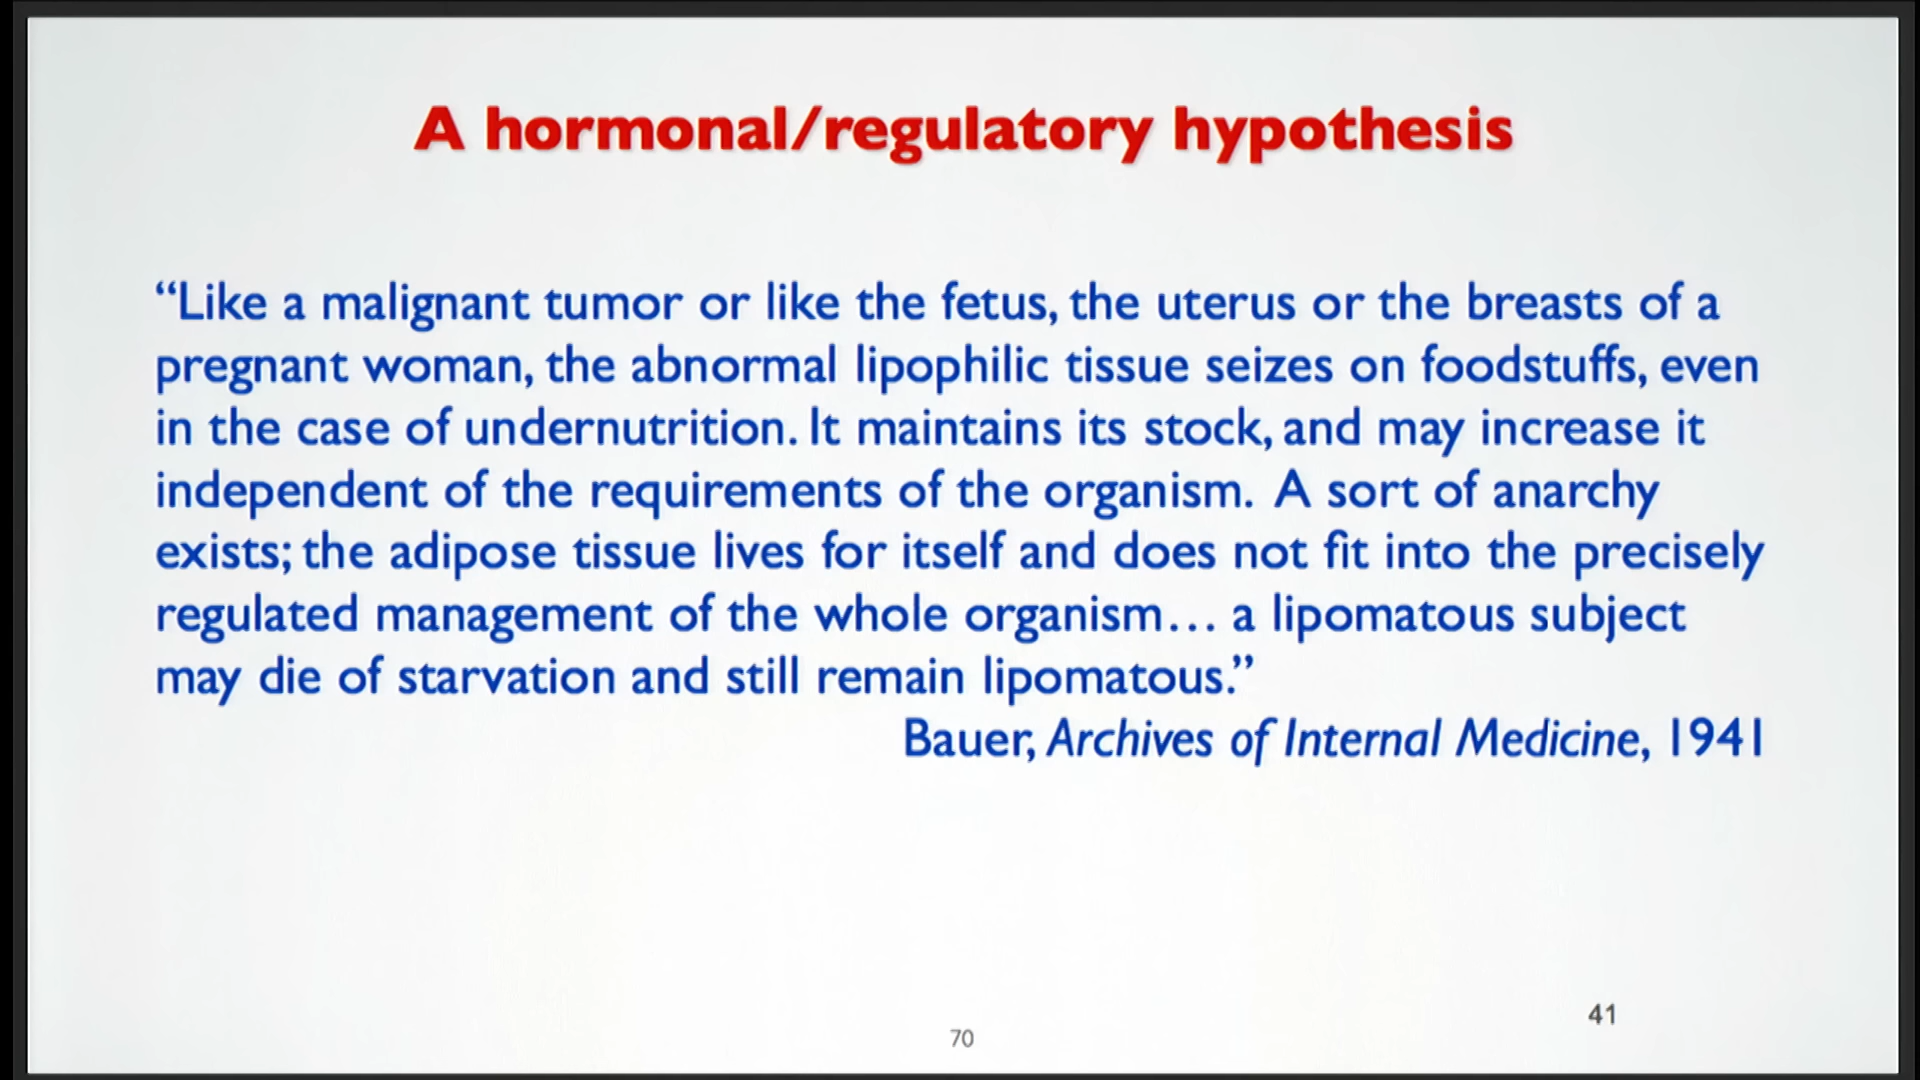 A hormonal/regulatory hypothesis
“Like a malignant tumor or like the fetus, the uterus or the breasts of a
pregnant woman, the abnormal lipophilic tissue seizes on foodstuffs, even
in the case of undernutrition. It maintains its stock, and may increase it
independent of the requirements of the organism. A sort of anarchy
exists; the adipose tissue lives for itself and does not fit into the precisely
regulated management of the whole organism… a lipomatous subject
may die of starvation and still remain lipomatous.”
Bauer, Archives of Internal Medicine, 1941
41
70